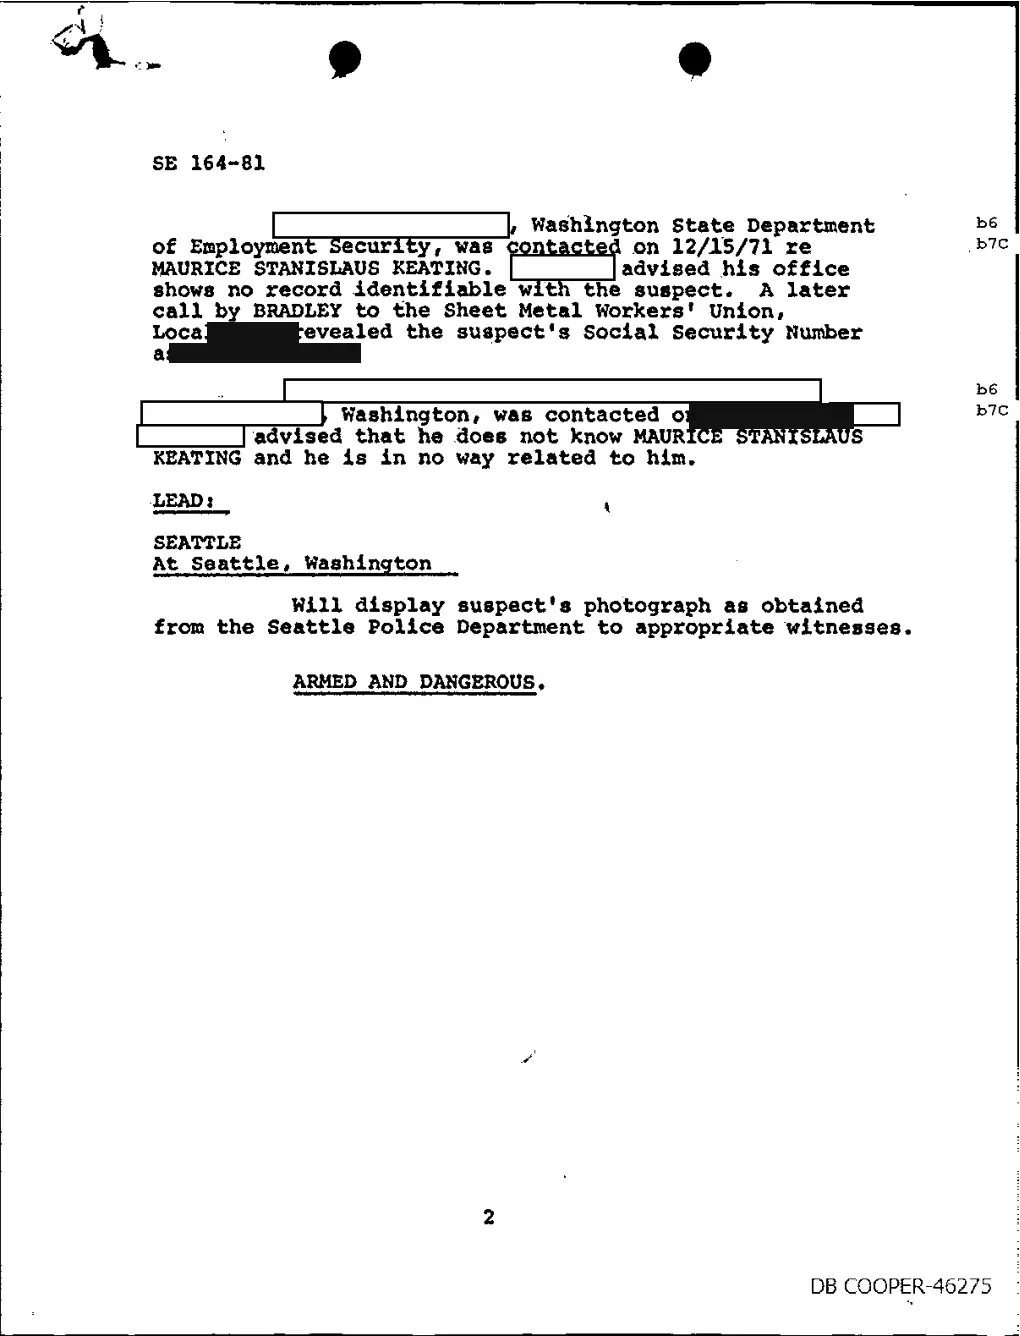 SE 164-81
, Washington State Department b6
of Employment Security, was contacted on 12/15/71 re b7C
MAURICE STANISLAUS KEATING. advised his office
shows no record identifiable with the suspect. A later
call by BRADLEY to the Sheet Metal Workers' Union,
revealed the suspect's Social Security Number
b6
, Washington, was contacted b7C
advised that he does not know MAURICE STANISLAUS
KEATING and he is in no way related to him.
LEAD:
SEATTLE
At Seattle, Washington
Will display suspect's photograph as obtained
from the Seattle Police Department to appropriate witnesses.
ARMED AND DANGEROUS.
2
DB COOPER-46275